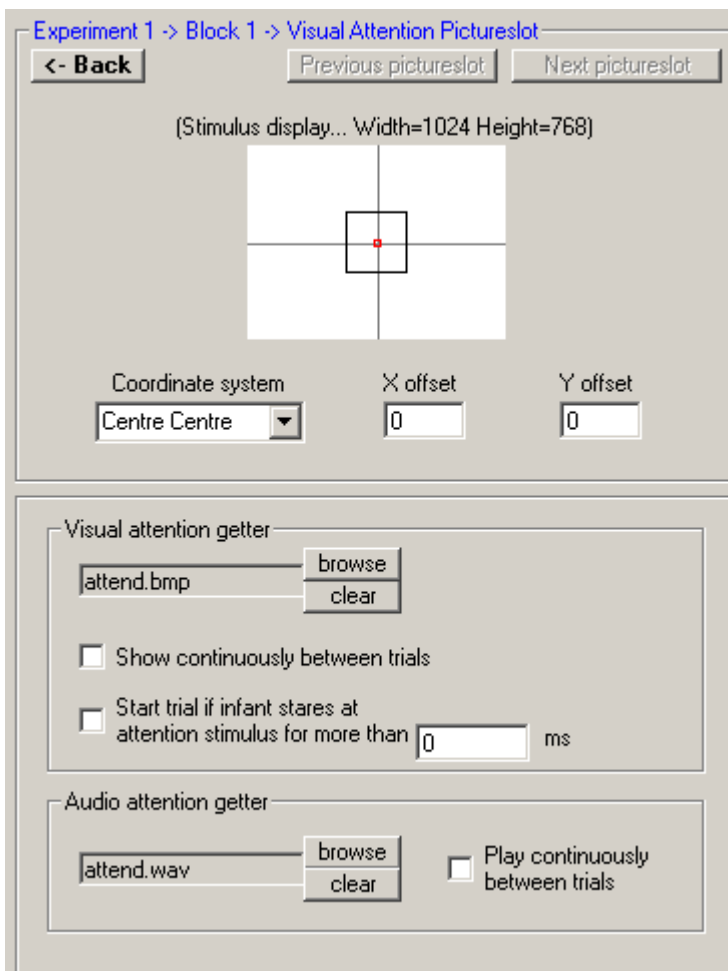 Experiment 1 -> Block 1 -> Visual Attention Pictureslot
<- Back Previous pictureslot Next pictureslot
(Stimulus display... Width=1024 Height=768)
Coordinate system X offset Y offset
Centre Centre 0 0
Visual attention getter
browse
attend.bmp
clear
Show continuously between trials
Start trial if infant stares at
attention stimulus for more than 0 ms
Audio attention getter
browse Play continuously
attend.wav
clear between trials